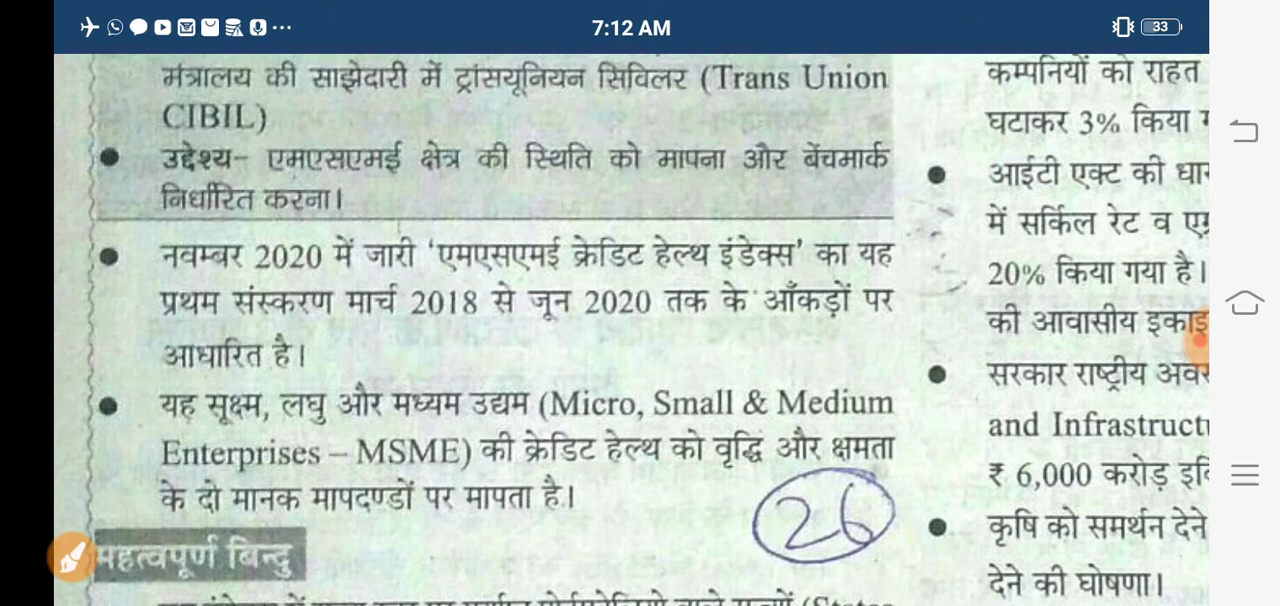 7:12 AM
33
मंत्रालय की साझेदारी में ट्रांसयूनियन सिविलर (Trans Union
CIBIL)
उद्देश्य- एमएसएमई क्षेत्र की स्थिति को मापना और बेंचमार्क
निर्धारित करना।
नवम्बर 2020 में जारी ‘एमएसएमई क्रेडिट हेल्थ इंडेक्स’ का यह
प्रथम संस्करण मार्च 2018 से जून 2020 तक के आँकड़ों पर
आधारित है।
यह सूक्ष्म, लघु और मध्यम उद्यम (Micro, Small & Medium
Enterprises – MSME) की क्रेडिट हेल्थ को वृद्धि और क्षमता
के दो मानक मापदण्डों पर मापता है।
26
महत्वपूर्ण बिन्दु
कम्पनियों को राहत
घटाकर 3% किया
आईटी एक्ट की
में सर्किल रेट व
20% किया गया है।
की आवासीय
सरकार राष्ट्रीय
and
₹ 6,000 करोड़
कृषि को समर्थन देने
देने की घोषणा।